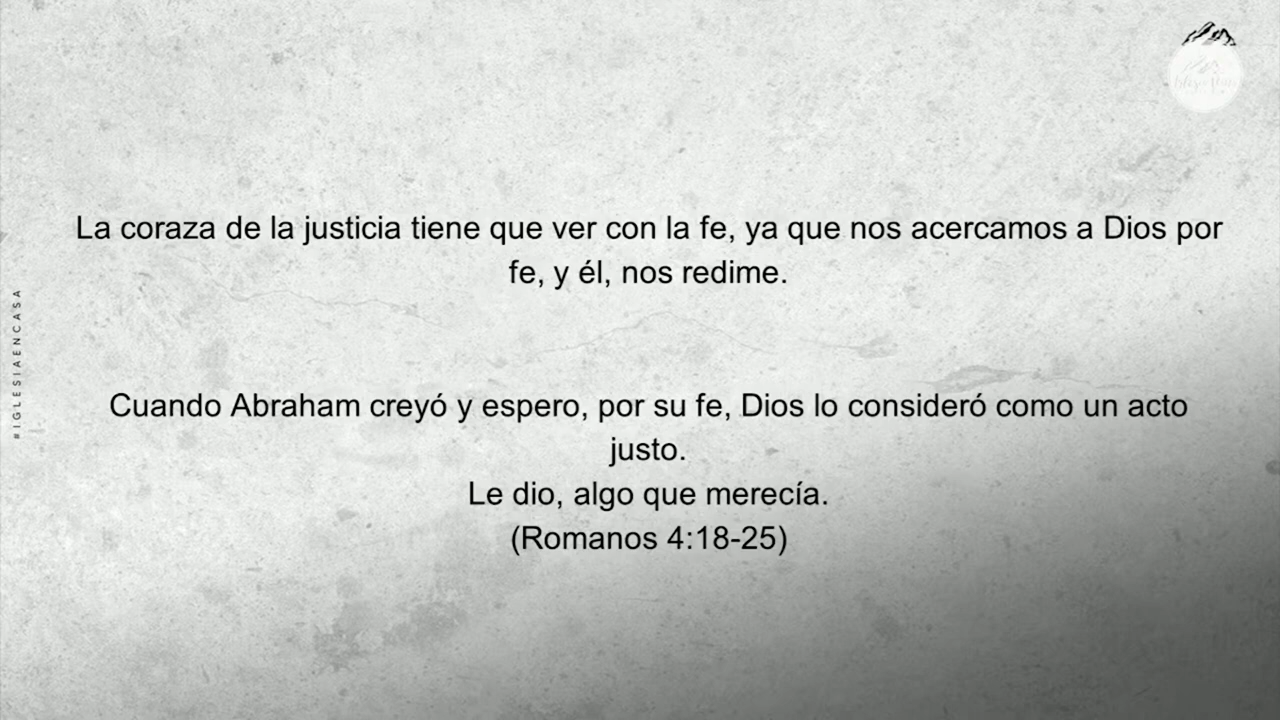 La coraza de la justicia tiene que ver con la fe, ya que nos acercamos a Dios por
fe, y él, nos redime.
Cuando Abraham creyó y espero, por su fe, Dios lo consideró como un acto
justo.
Le dio, algo que merecía.
(Romanos 4:18-25)
#IGLESIAENCASA